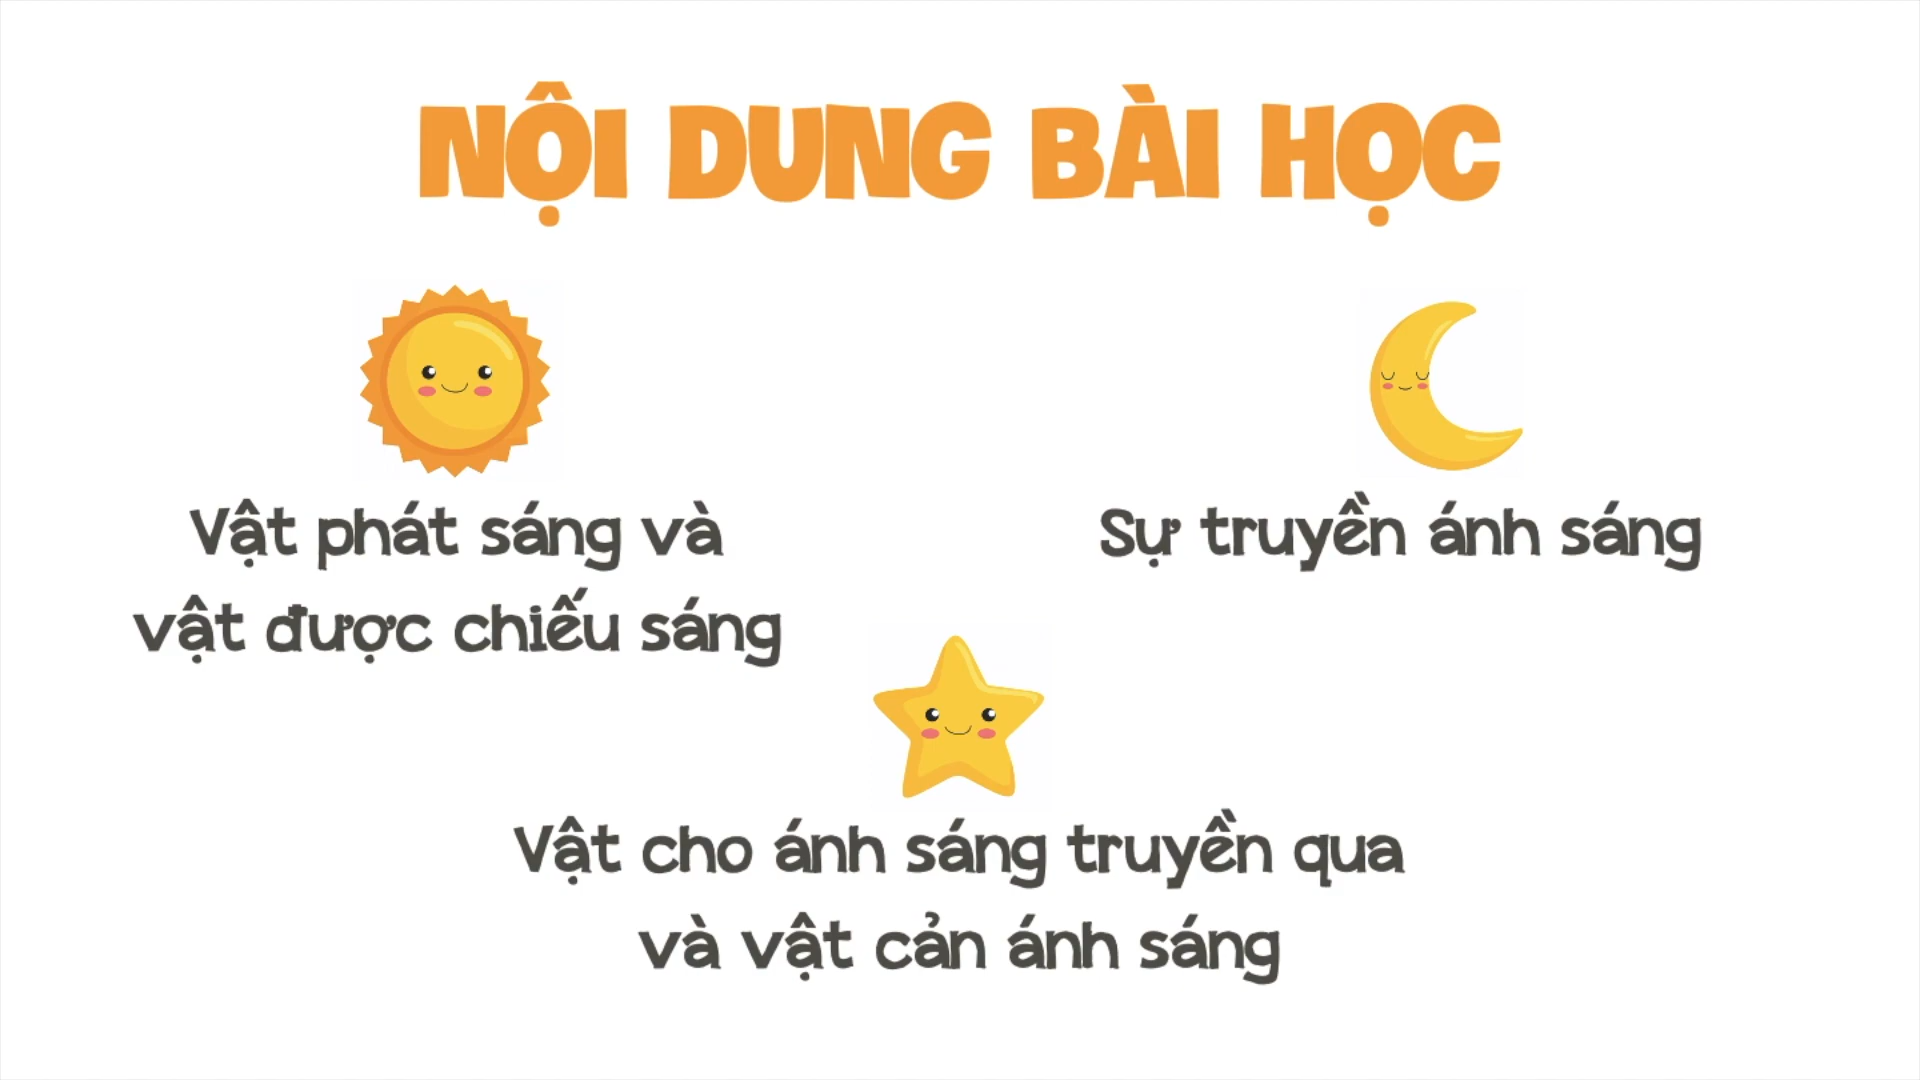 NỘI DUNG BÀI HỌC
Vật phát sáng và
vật được chiếu sáng
Sự truyền ánh sáng
Vật cho ánh sáng truyền qua
và vật cản ánh sáng